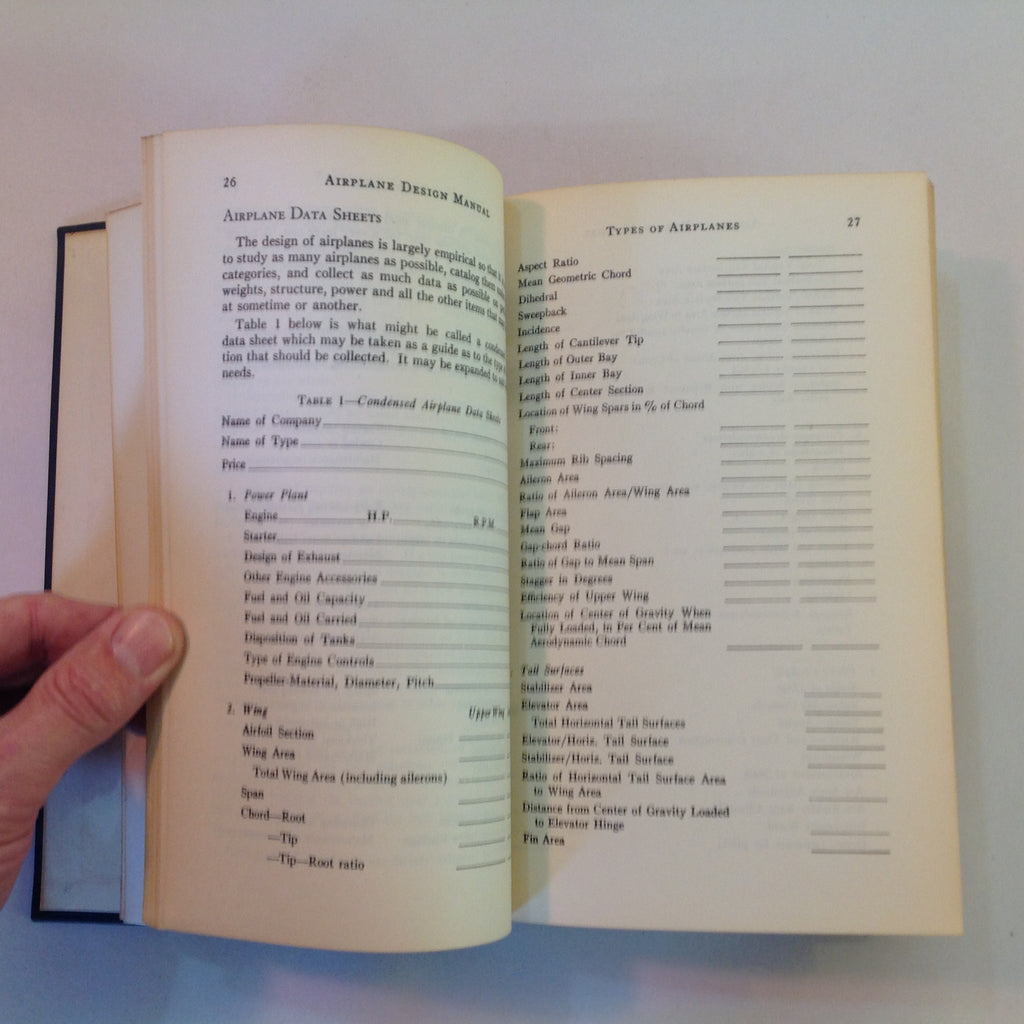 26
AIRPLANE DESIGN MANUAL
AIRPLANE DATA SHEETS
The design of airplanes is largely empirical so that
to study as many airplanes as possible, catalog them
categories, and collect as much data as possible on
weights, structure, power and all the other items that
at sometime or another.
Table 1 below is what might be called a
data sheet which may be taken as a guide as to the
tion that should be collected. It may be expanded to
needs.
TABLE 1—Condensed Airplane Data Sheet
Name of Company
Name of Type
Price
1. Power Plant
Engine H.P. R.P.M.
Starter
Design of Exhaust
Other Engine Accessories
Fuel and Oil Capacity
Fuel and Oil Carried
Disposition of Tanks
Type of Engine Controls
Propeller-Material, Diameter, Pitch
2. Wing Upper Wing
Airfoil Section
Wing Area
Total Wing Area (including ailerons)
Span
Chord—Root
—Tip
—Tip—Root ratio
TYPES OF AIRPLANES
27
Aspect Ratio
Mean Geometric Chord
Dihedral
Sweepback
Incidence
Length of Cantilever Tip
Length of Outer Bay
Length of Inner Bay
Length of Center Section
Location of Wing Spars in % of Chord
Front:
Rear:
Maximum Rib Spacing
Aileron Area
Ratio of Aileron Area/Wing Area
Flap Area
Mean Gap
Gap-chord Ratio
Ratio of Gap to Mean Span
Stagger in Degrees
Efficiency of Upper Wing
Location of Center of Gravity When
Fully Loaded, in Per Cent of Mean
Aerodynamic Chord
Tail Surfaces
Stabilizer Area
Elevator Area
Total Horizontal Tail Surfaces
Elevator/Horiz. Tail Surface
Stabilizer/Horiz. Tail Surface
Ratio of Horizontal Tail Surface Area
to Wing Area
Distance from Center of Gravity Loaded
to Elevator Hinge
Fin Area